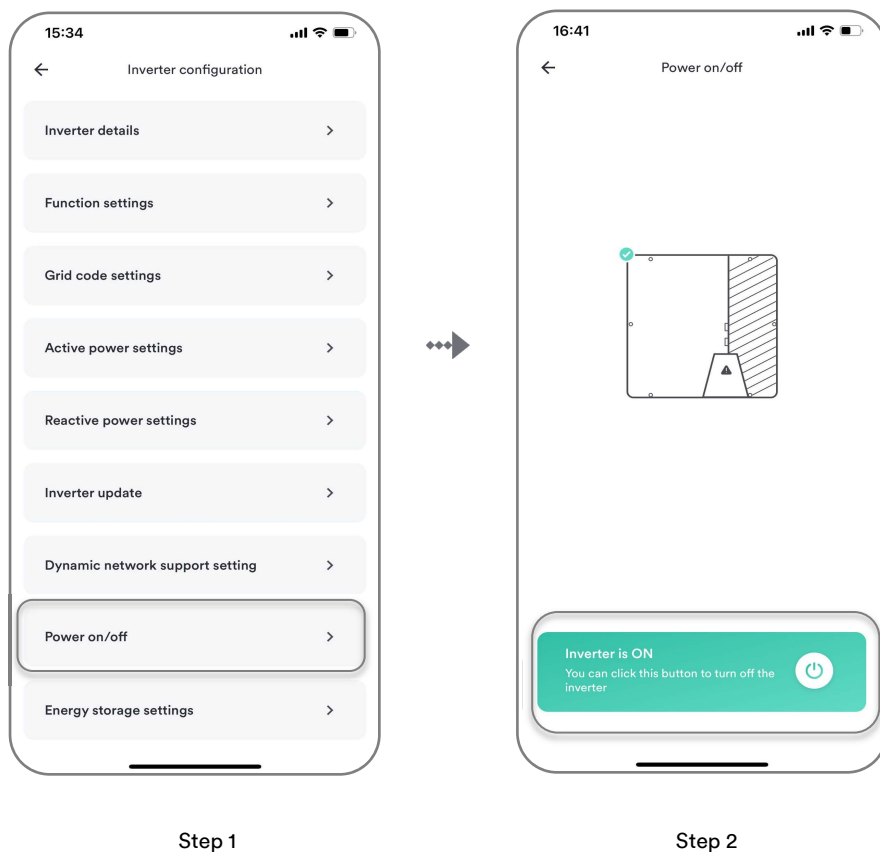 15:34
Inverter configuration
Inverter details
Function settings
Grid code settings
Active power settings
Reactive power settings
Inverter update
Dynamic network support setting
Power on/off
Energy storage settings
Step 1
16:41
Power on/off
Inverter is ON
You can click this button to turn off the
inverter
Step 2